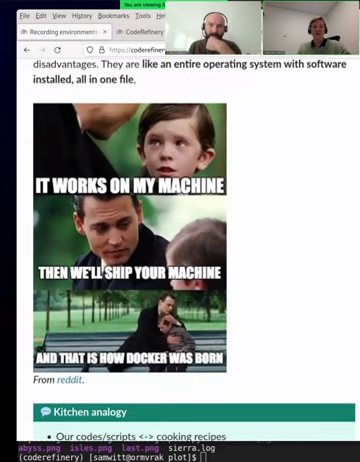 You are viewing S
File Edit View History Bookmarks Tools He
Recording environments × CodeRefinery
https://coderefinery
disadvantages. They are like an entire operating system with software
installed, all in one file.
IT WORKS ON MY MACHINE
THEN WE'LL SHIP YOUR MACHINE
AND THAT IS HOW DOCKER WAS BORN
From reddit.
Kitchen analogy
• Our codes/scripts <-> cooking recipes
abyss.png isles.png last.png sierra.log
(coderefinery) [samwitt@ormvrak plot]$